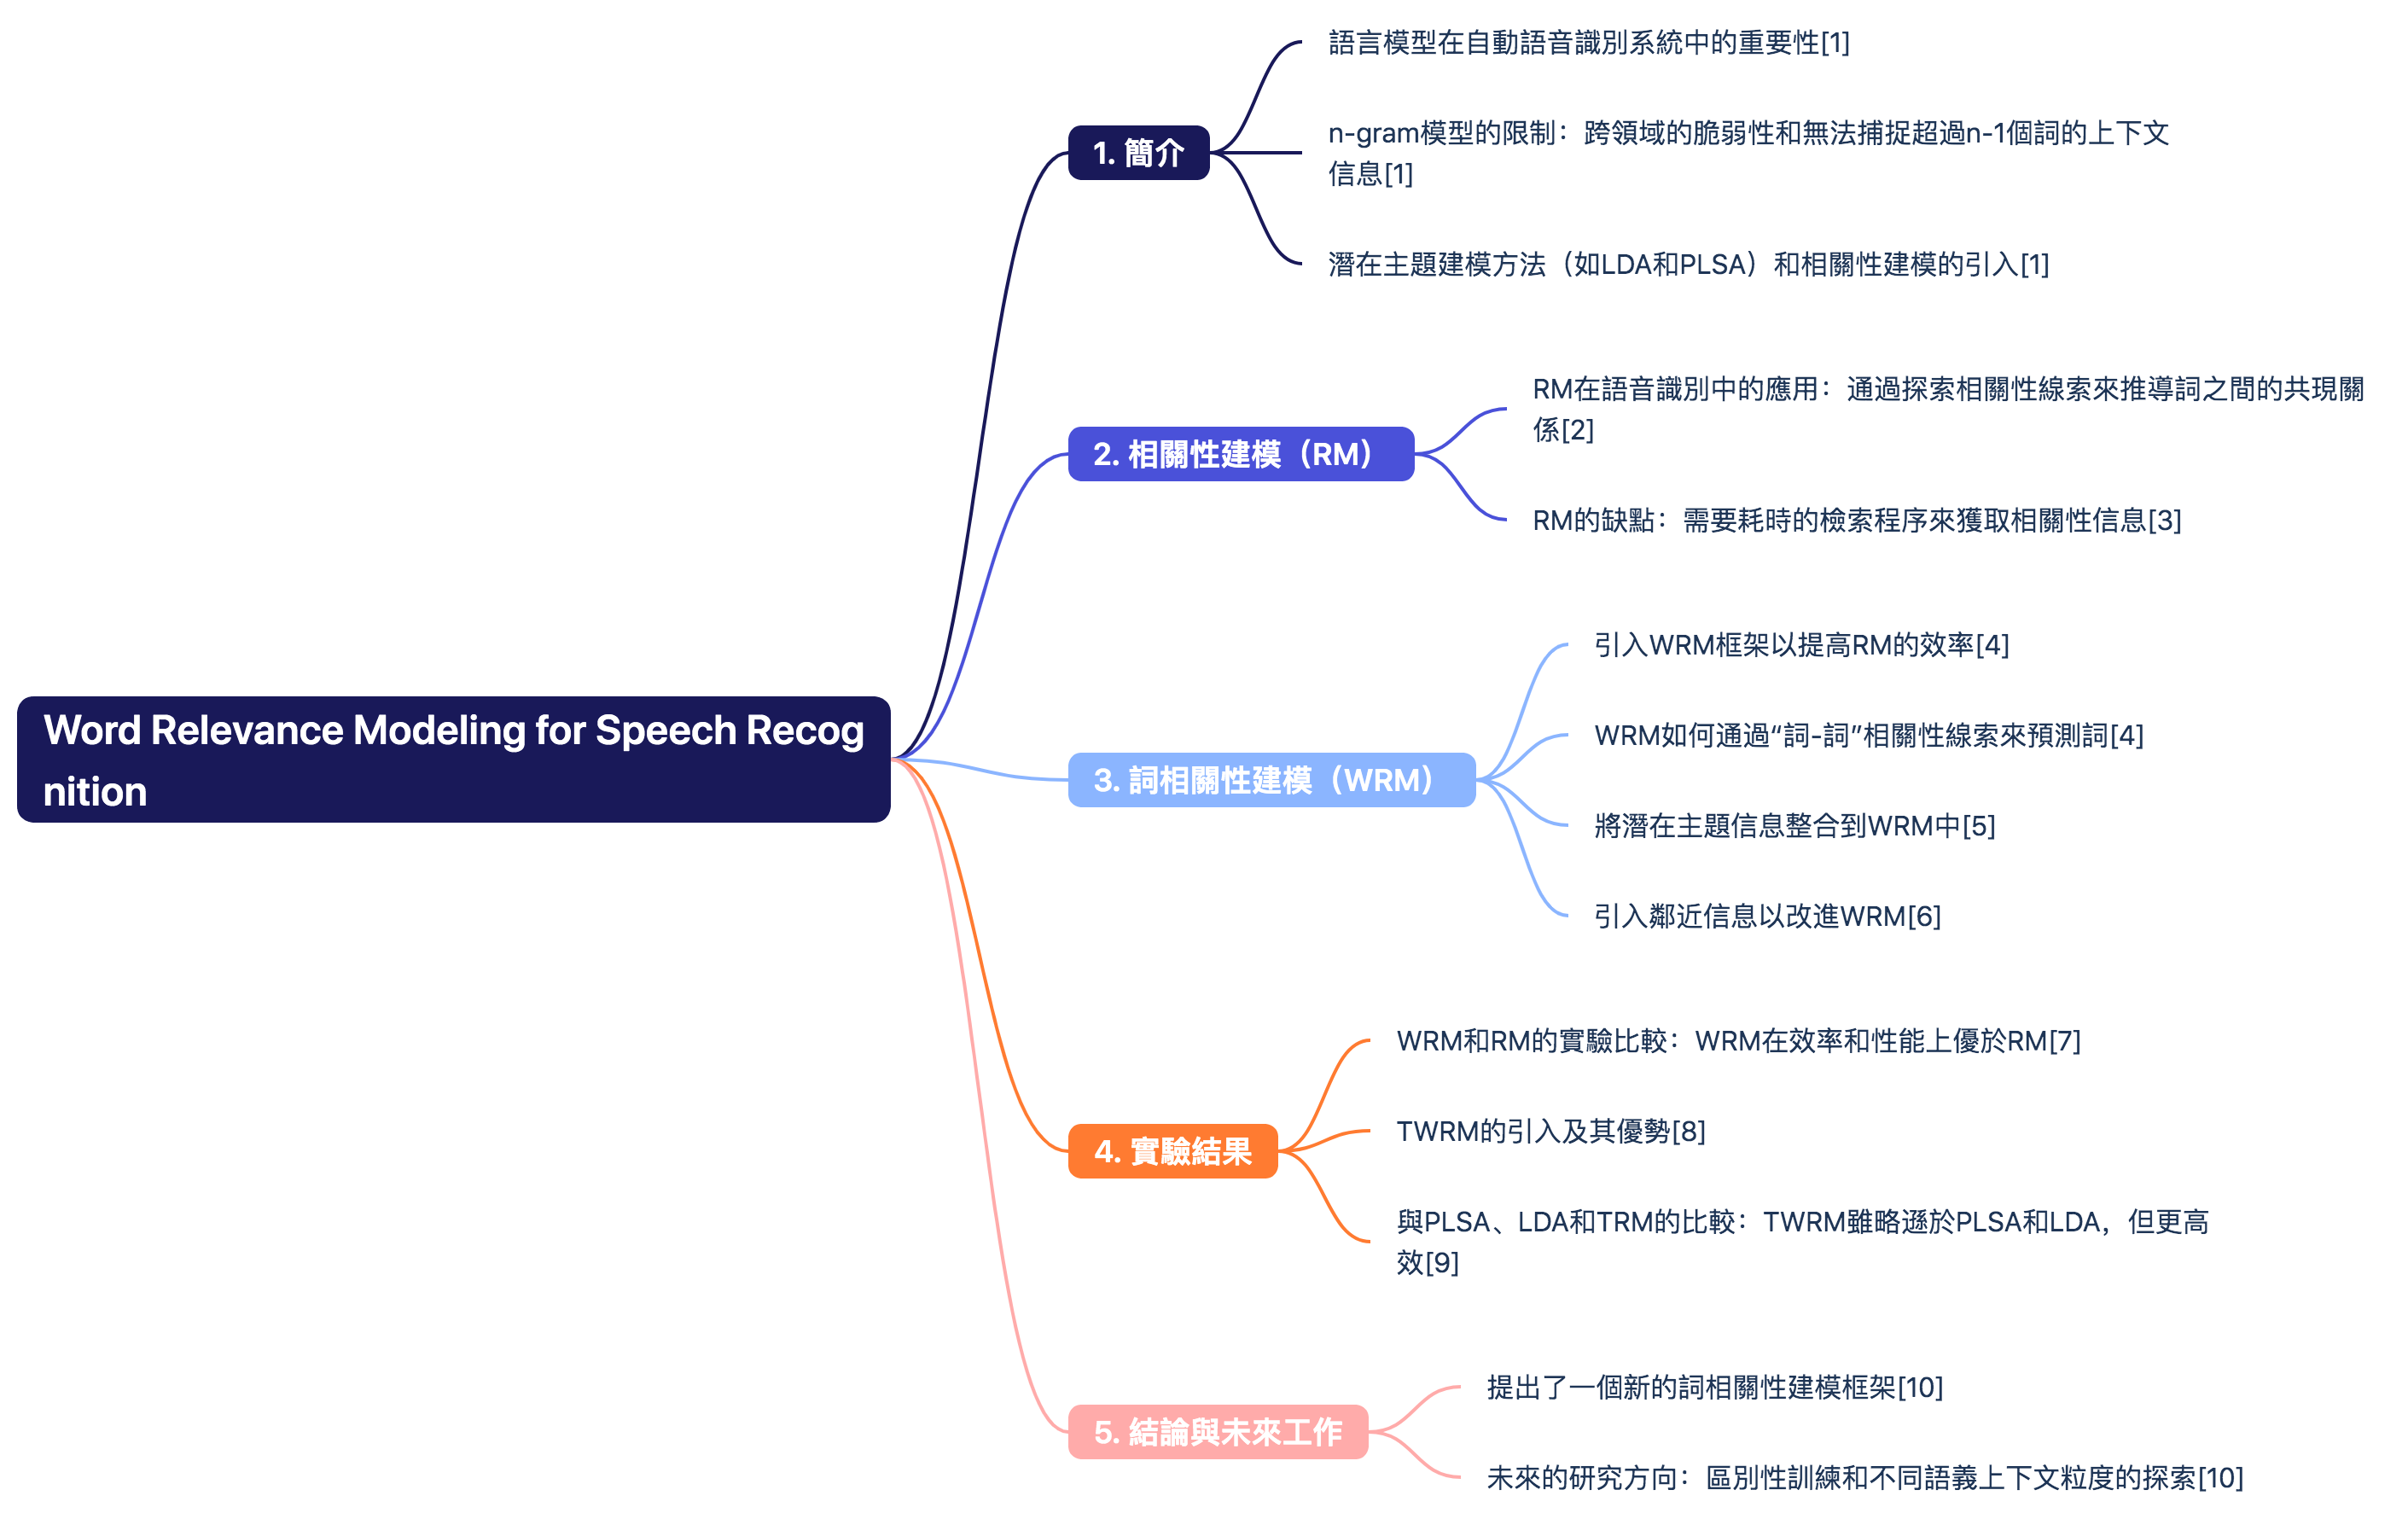 Word Relevance Modeling for Speech Recog
nition
1. 簡介
語言模型在自動語音識別系統中的重要性[1]
n-gram模型的限制：跨領域的脆弱性和無法捕捉超過n-1個詞的上下文
信息[1]
潛在主題建模方法（如LDA和PLSA）和相關性建模的引入[1]
2. 相關性建模（RM）
RM在語音識別中的應用：通過探索相關性線索來推導詞之間的共現關
係[2]
RM的缺點：需要耗時的檢索程序來獲取相關性信息[3]
3. 詞相關性建模（WRM）
引入WRM框架以提高RM的效率[4]
WRM如何通過“詞-詞”相關性線索來預測詞[4]
將潛在主題信息整合到WRM中[5]
引入鄰近信息以改進WRM[6]
4. 實驗結果
WRM和RM的實驗比較：WRM在效率和性能上優於RM[7]
TWRM的引入及其優勢[8]
與PLSA、LDA和TRM的比較：TWRM雖略遜於PLSA和LDA，但更高
效[9]
5. 結論與未來工作
提出了一個新的詞相關性建模框架[10]
未來的研究方向：區別性訓練和不同語義上下文粒度的探索[10]